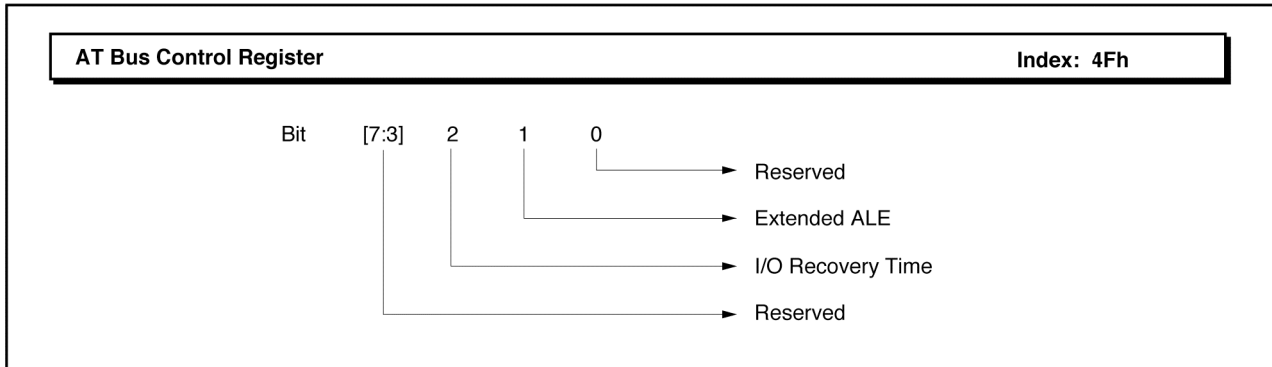 AT Bus Control Register Index: 4Fh
Bit [7:3] 2 1 0
Reserved
Extended ALE
I/O Recovery Time
Reserved